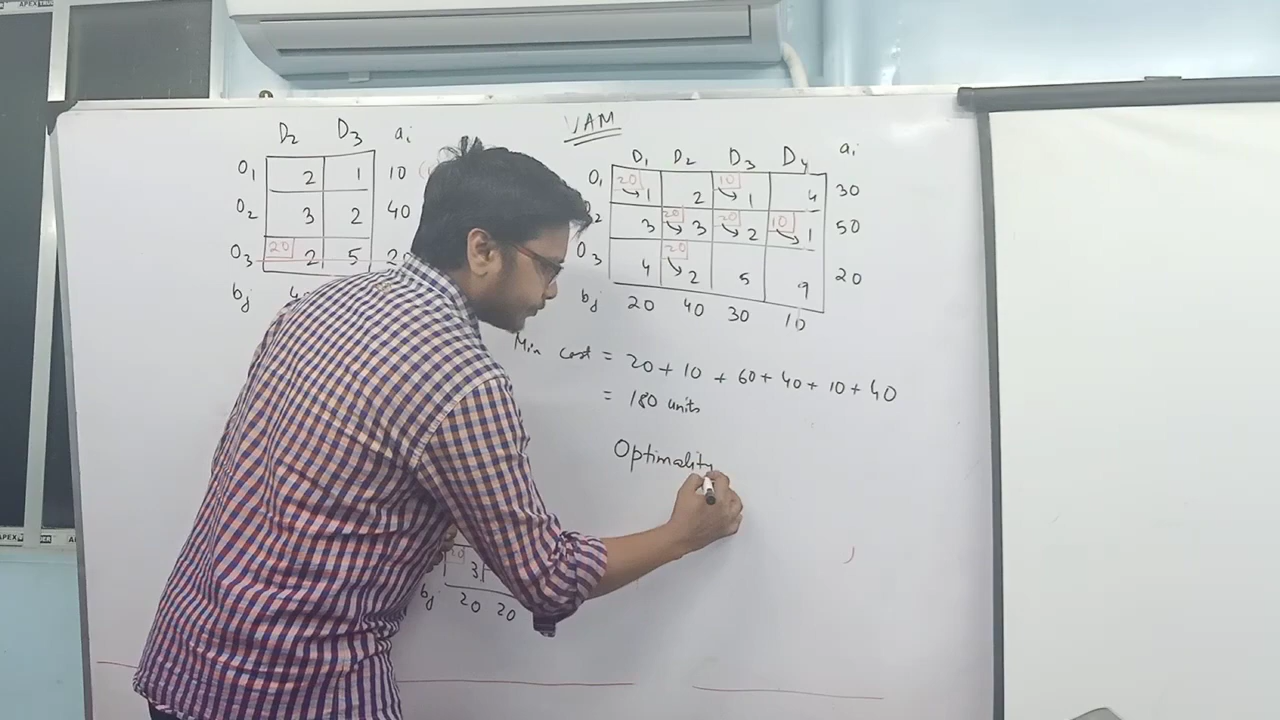 VAM
D2 D3 ai
O1 2 1 10
O2 3 2 40
O3 20 2 5 20
bj
D1 D2 D3 D4 ai
O1 20 1 2 10 1 4 30
3 20 3 20 2 10 1 50
O3 4 20 2 5 9 20
bj 20 40 30 10
Min cost = 20 + 10 + 60 + 40 + 10 + 40
= 180 units
Optimality
3
bj 20 20